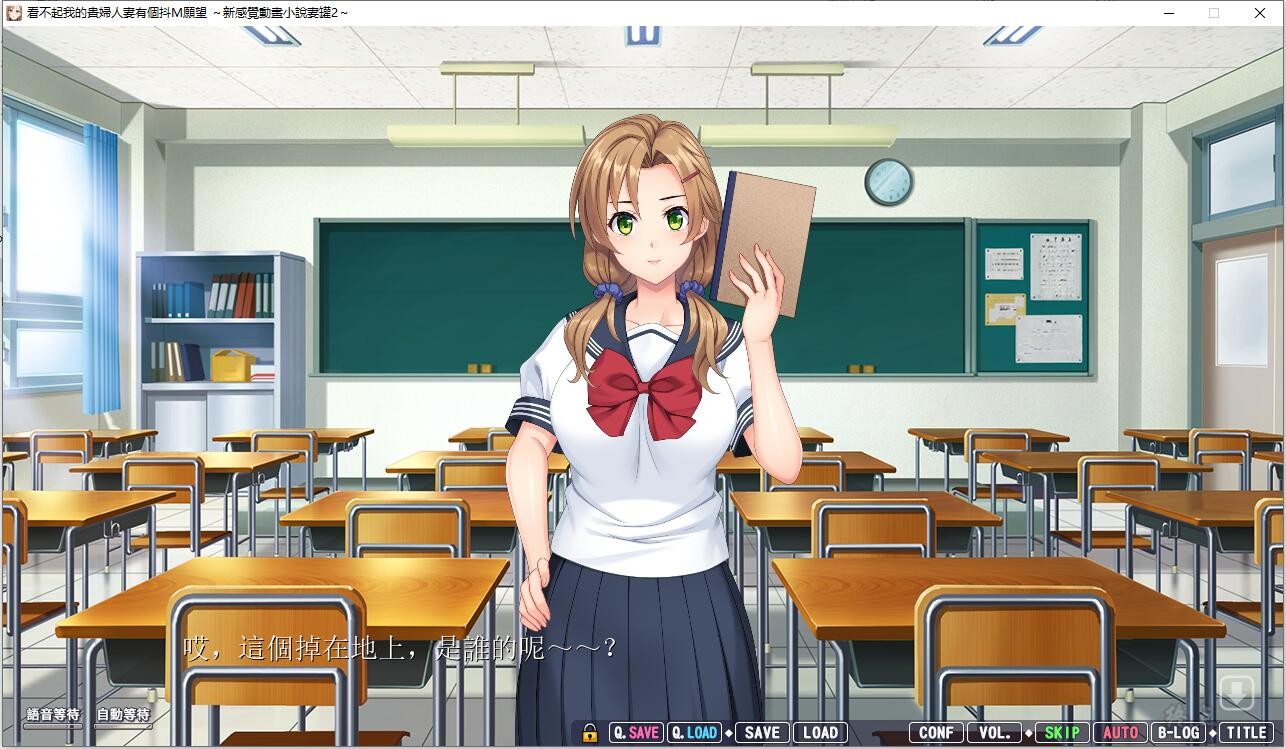 看不起我的貴婦人妻有個抖M願望 ～新感覺動畫小說妻獾2～
哎，這個掉在地上，是誰的呢～～？
語音等待 自動等待
Q.SAVE Q.LOAD SAVE LOAD CONF VOL. SKIP AUTO B-LOG TITLE